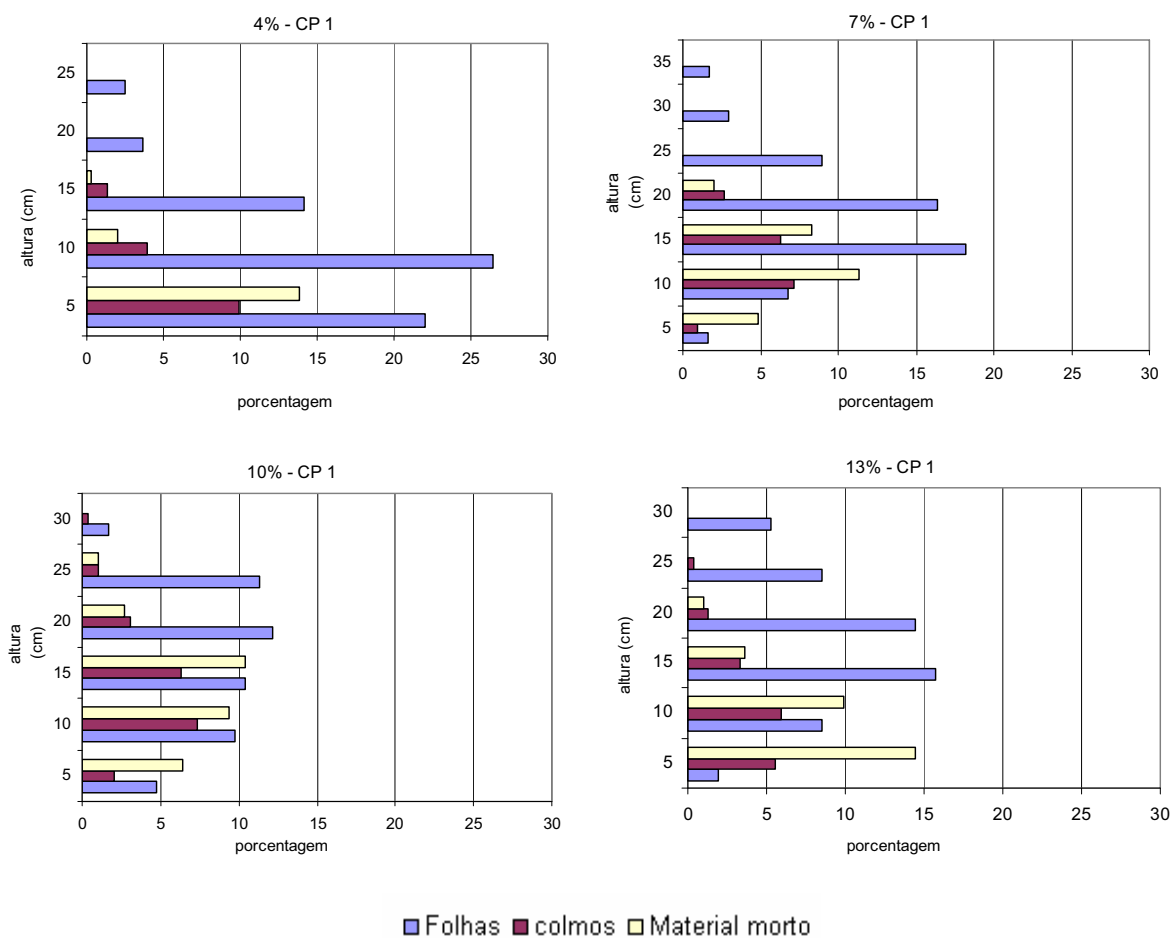 4% - CP 1
altura (cm)
25
20
15
10
5
0 5 10 15 20 25 30
porcentagem
7% - CP 1
altura
(cm)
35
30
25
20
15
10
5
0 5 10 15 20 25 30
porcentagem
10% - CP 1
altura
(cm)
30
25
20
15
10
5
0 5 10 15 20 25 30
porcentagem
13% - CP 1
altura (cm)
30
25
20
15
10
5
0 5 10 15 20 25 30
porcentagem
Folhas colmos Material morto